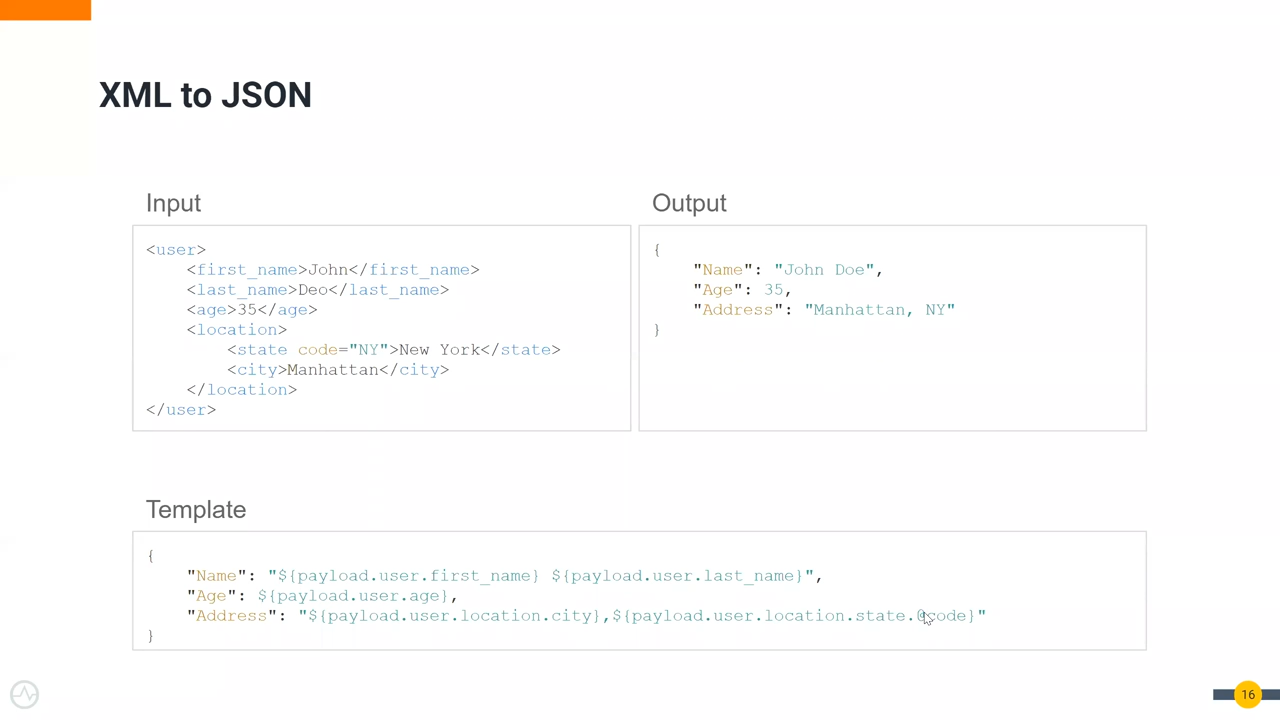 XML to JSON
Input
<user>
    <first_name>John</first_name>
    <last_name>Deo</last_name>
    <age>35</age>
    <location>
        <state code="NY">New York</state>
        <city>Manhattan</city>
    </location>
</user>
Output
{
    "Name": "John Doe",
    "Age": 35,
    "Address": "Manhattan, NY"
}
Template
{
    "Name": "${payload.user.first_name} ${payload.user.last_name}",
    "Age": ${payload.user.age},
    "Address": "${payload.user.location.city},${payload.user.location.state.@code}"
}
16